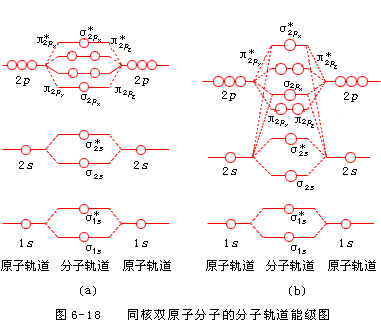 σ*2px
π*2py π*2pz
2p 2p
π2py σ2px π2pz
σ*2s
2s 2s
σ2s
σ*1s
1s σ1s 1s
原子轨道 分子轨道 原子轨道
(a)
σ*2px
π*2py π*2pz
2p 2p
σ2px
π2py π2pz
σ*2s
2s 2s
σ2s
σ*1s
1s σ1s 1s
原子轨道 分子轨道 原子轨道
(b)
图 6-18 同核双原子分子的分子轨道能级图